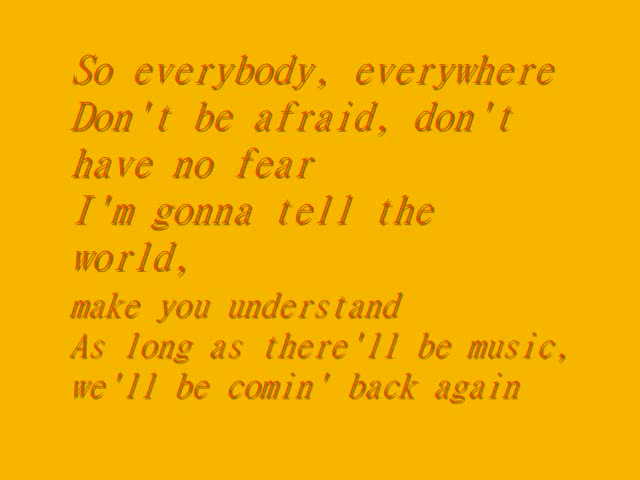 So everybody, everywhere
Don't be afraid, don't
have no fear
I'm gonna tell the
world,
make you understand
As long as there'll be music,
we'll be comin' back again